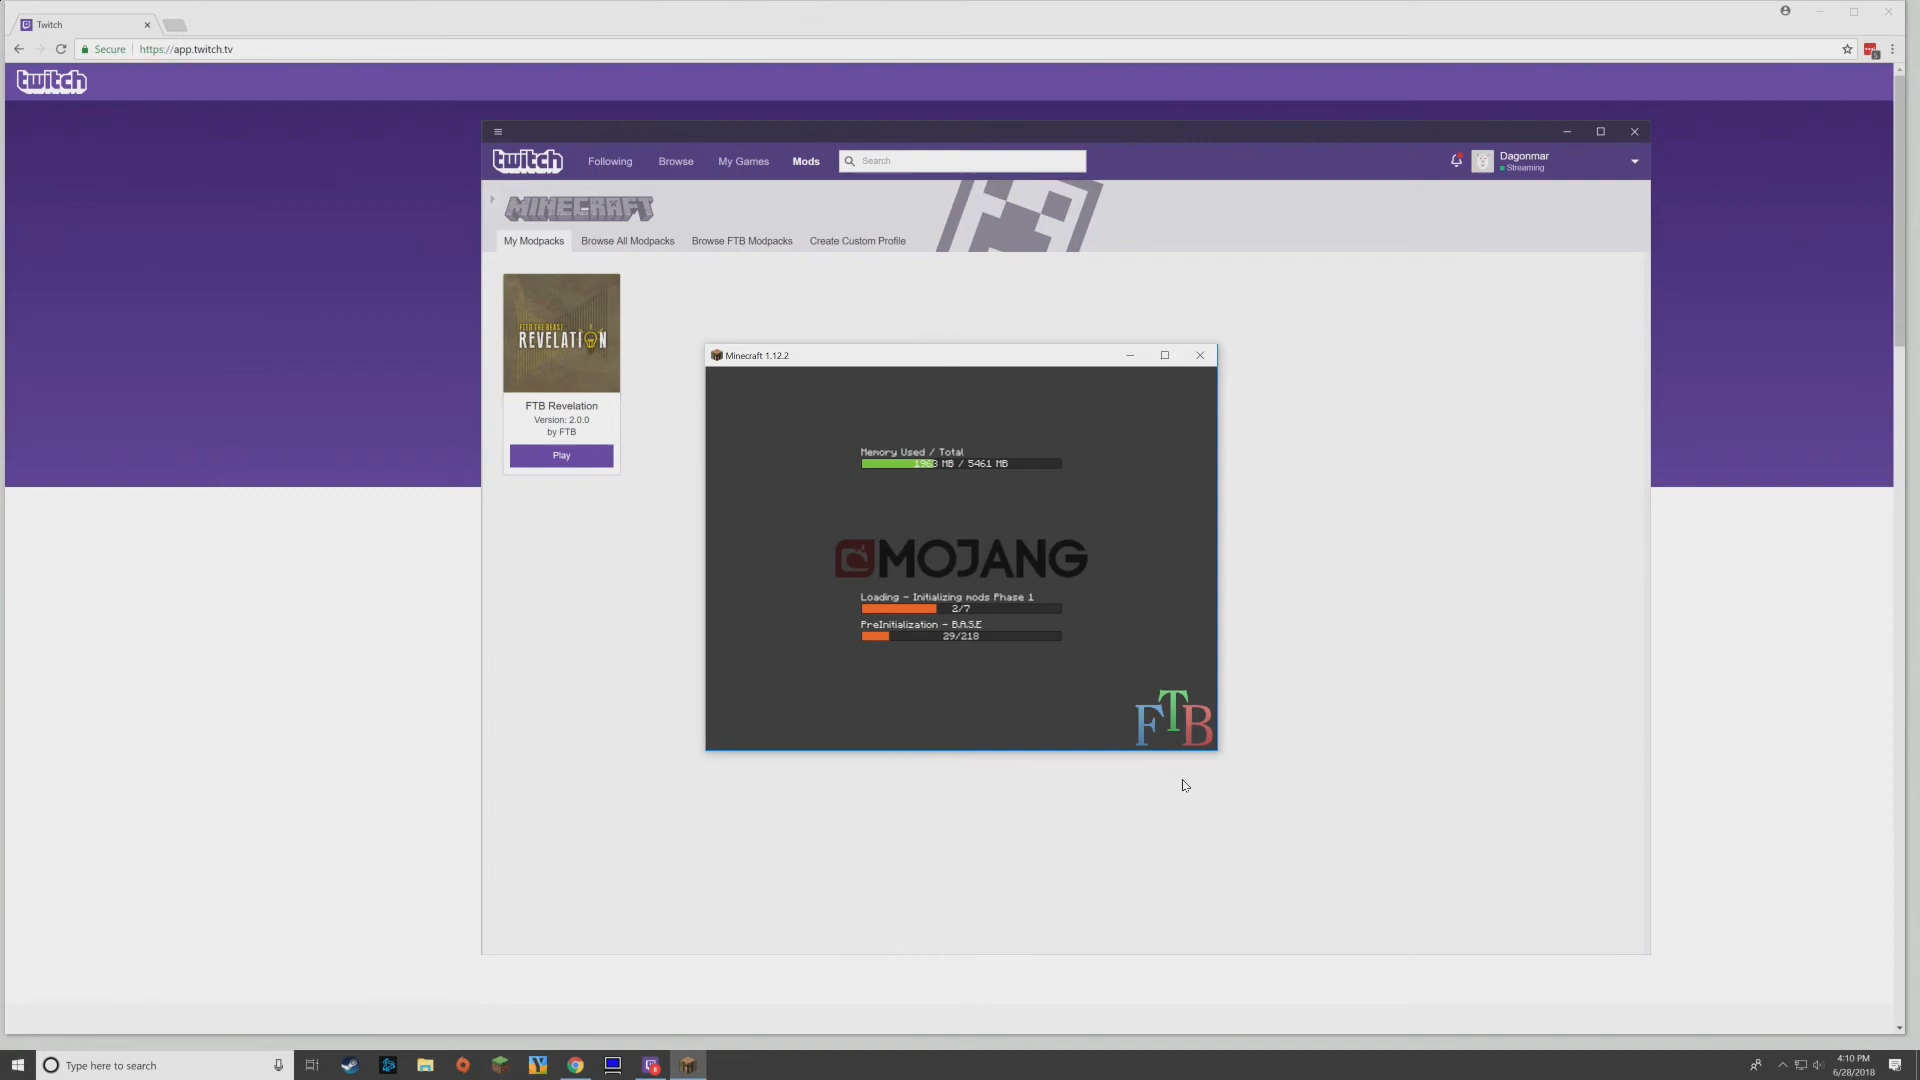 Twitch
Secure
https://app.twitch.tv
twitch
twitch
Following
Browse
My Games
Mods
Search
Dagonmar
Streaming
MINECRAFT
My Modpacks
Browse All Modpacks
Browse FTB Modpacks
Create Custom Profile
FEED THE BEAST
REVELATION
FTB Revelation
Version: 2.0.0
by FTB
Play
Minecraft 1.12.2
Memory Used / Total
1963 MB / 5461 MB
MOJANG
Loading - Initializing mods Phase 1
2/7
PreInitialization - B.A.S.E
29/218
FTB
Type here to search
4:10 PM
6/28/2018